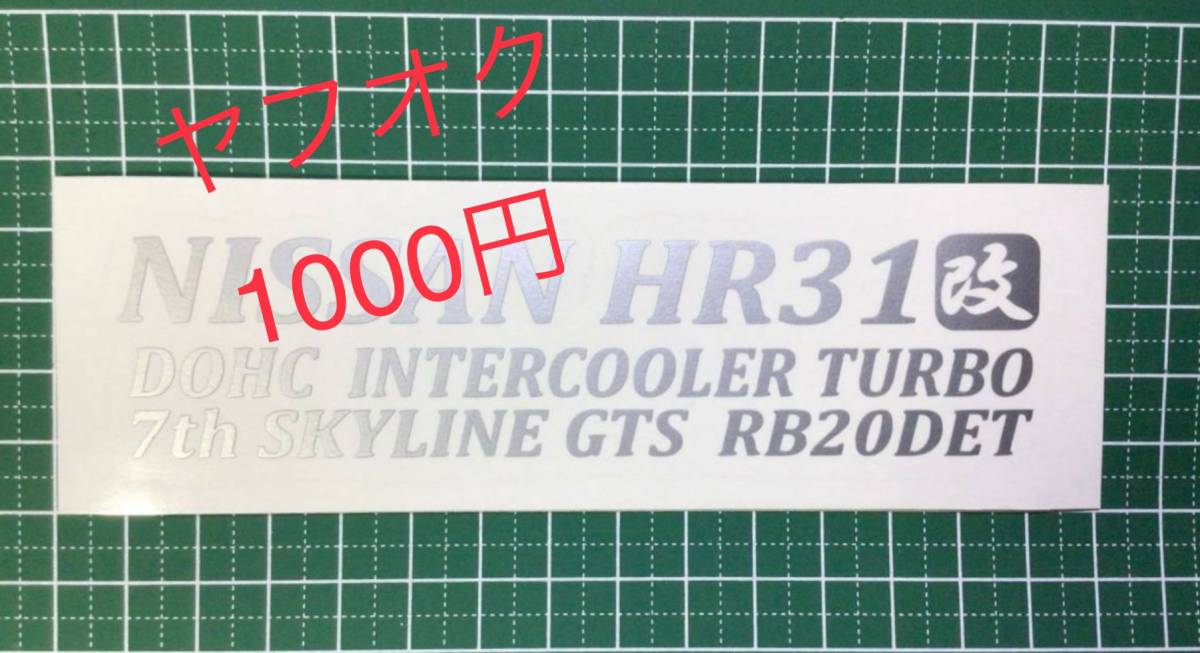 ヤフオク
1000円
NISSAN HR31改
DOHC INTERCOOLER TURBO
7th SKYLINE GTS RB20DET